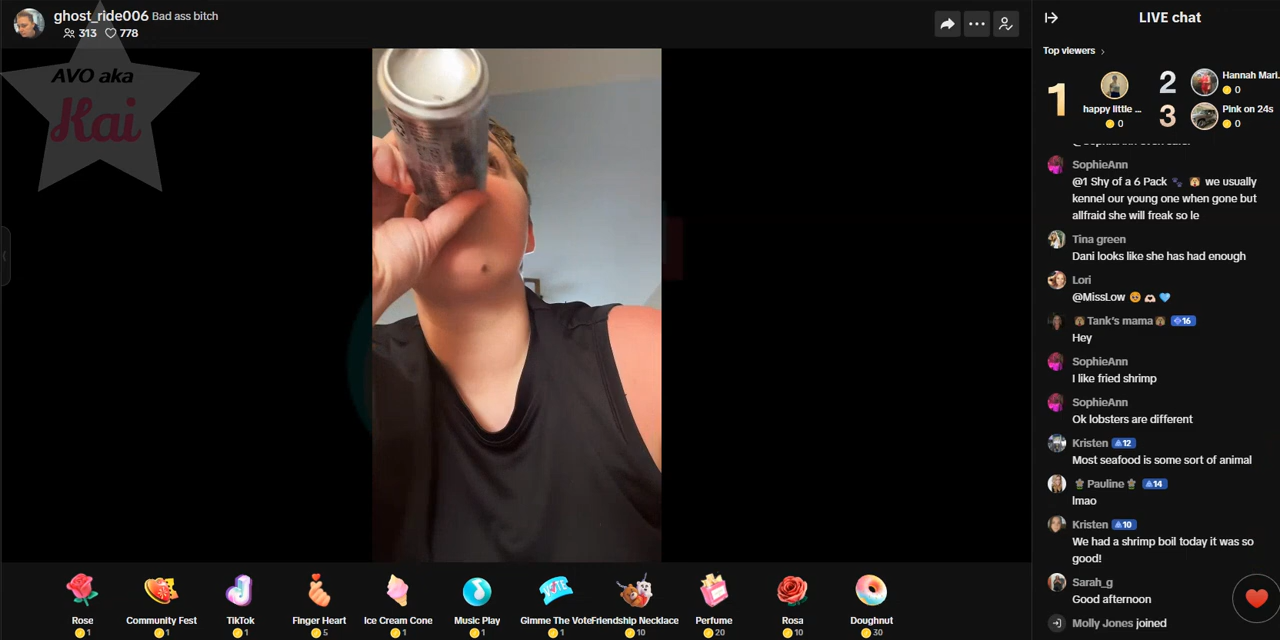 ghost_ride006 Bad ass bitch
313 778
AVO aka
Kai
LIVE chat
Top viewers
1
happy little ...
0
2
Hannah Mari.
0
3
Pink on 24s
0
SophieAnn
@1 Shy of a 6 Pack 🐾 🙈 we usually
kennel our young one when gone but
allfraid she will freak so le
Tina green
Dani looks like she has had enough
Lori
@MissLow
Tank's mama 16
Hey
SophieAnn
I like fried shrimp
SophieAnn
Ok lobsters are different
Kristen 12
Most seafood is some sort of animal
Pauline 14
lmao
Kristen 10
We had a shrimp boil today it was so
good!
Sarah_g
Good afternoon
Molly Jones joined
VOTE
Rose Community Fest TikTok Finger Heart Ice Cream Cone Music Play Gimme The Vote Friendship Necklace Perfume Rosa Doughnut
1 1 1 5 1 1 1 10 20 10 30